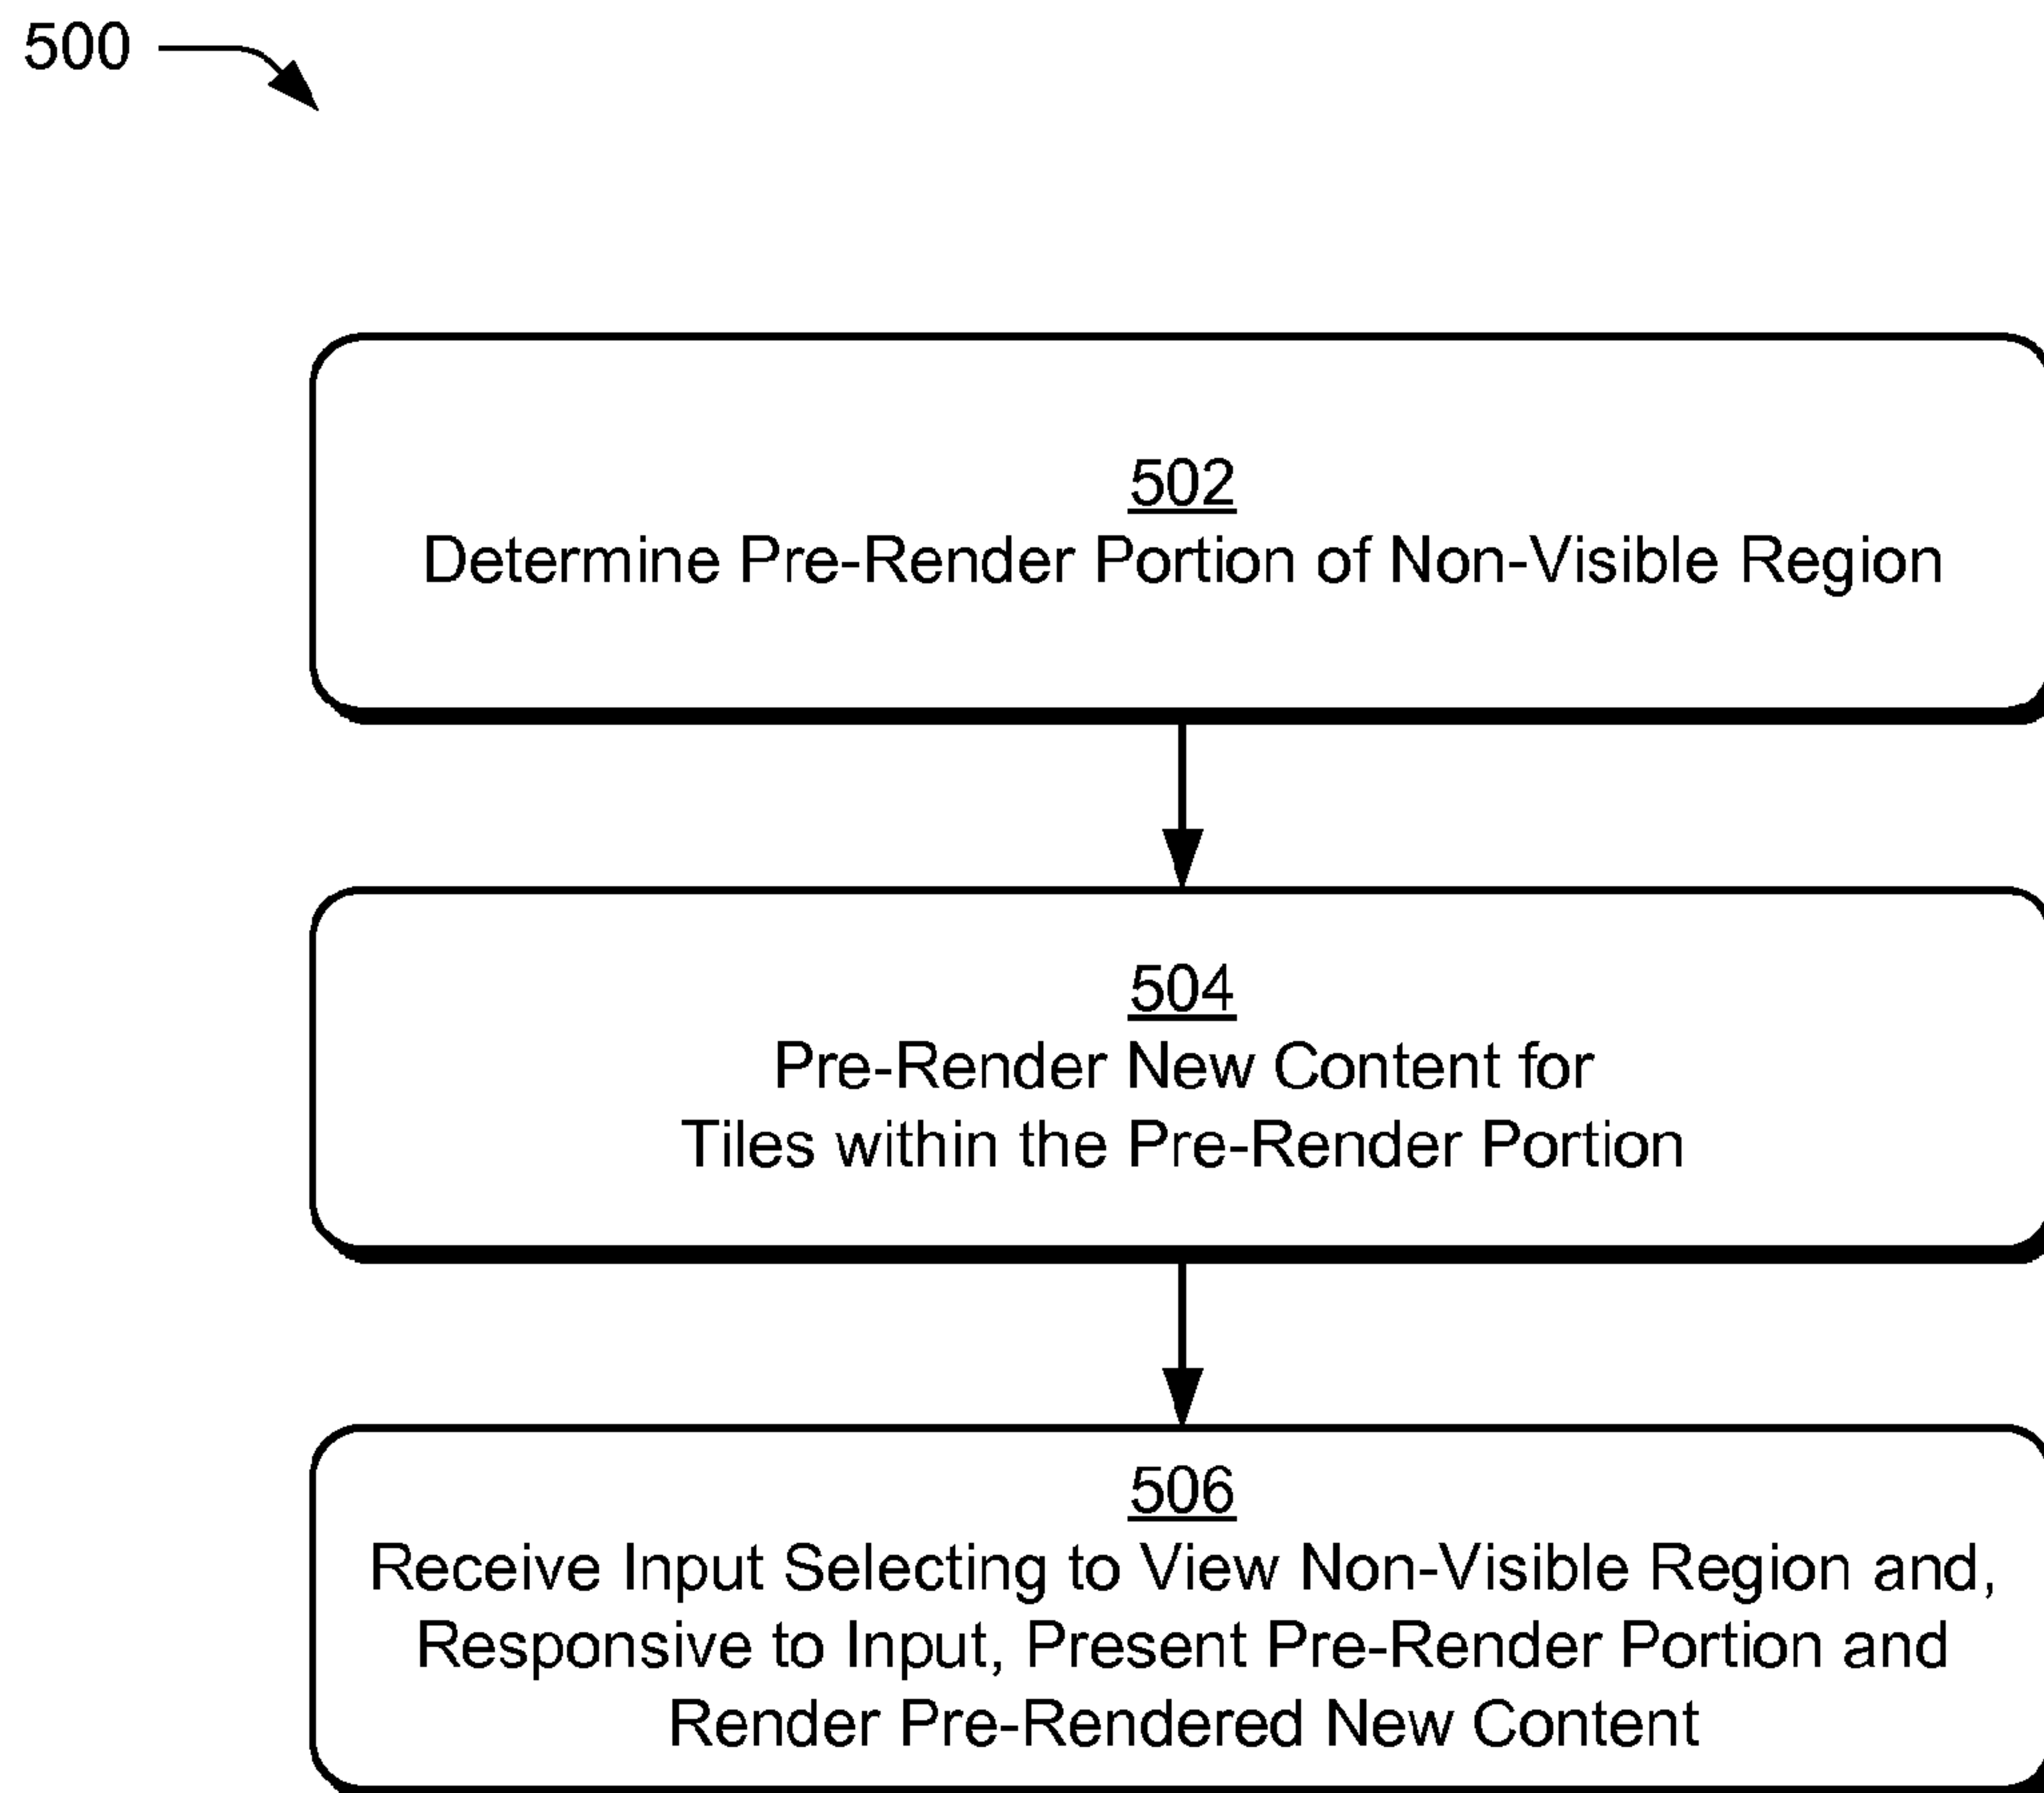 500
502
Determine Pre-Render Portion of Non-Visible Region
504
Pre-Render New Content for
Tiles within the Pre-Render Portion
506
Receive Input Selecting to View Non-Visible Region and,
Responsive to Input, Present Pre-Render Portion and
Render Pre-Rendered New Content